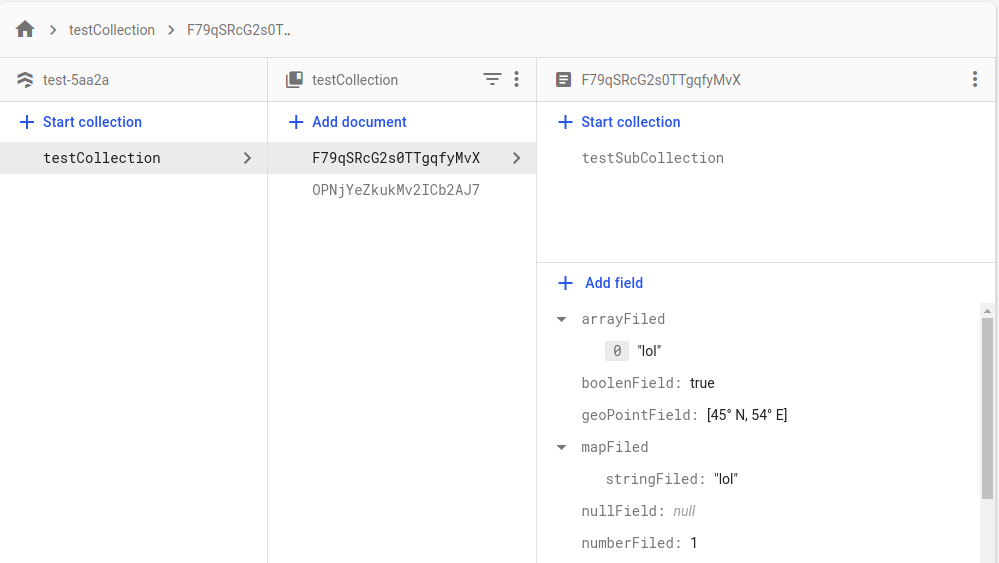 testCollection
F79qSRcG2s0T..
test-5aa2a
Start collection
testCollection
testCollection
Add document
F79qSRcG2s0TTgqfyMvX
OPNjYeZkukMv2ICb2AJ7
F79qSRcG2s0TTgqfyMvX
Start collection
testSubCollection
Add field
arrayFiled
0 "lol"
boolenField: true
geoPointField: [45° N, 54° E]
mapFiled
stringFiled: "lol"
nullField: null
numberFiled: 1